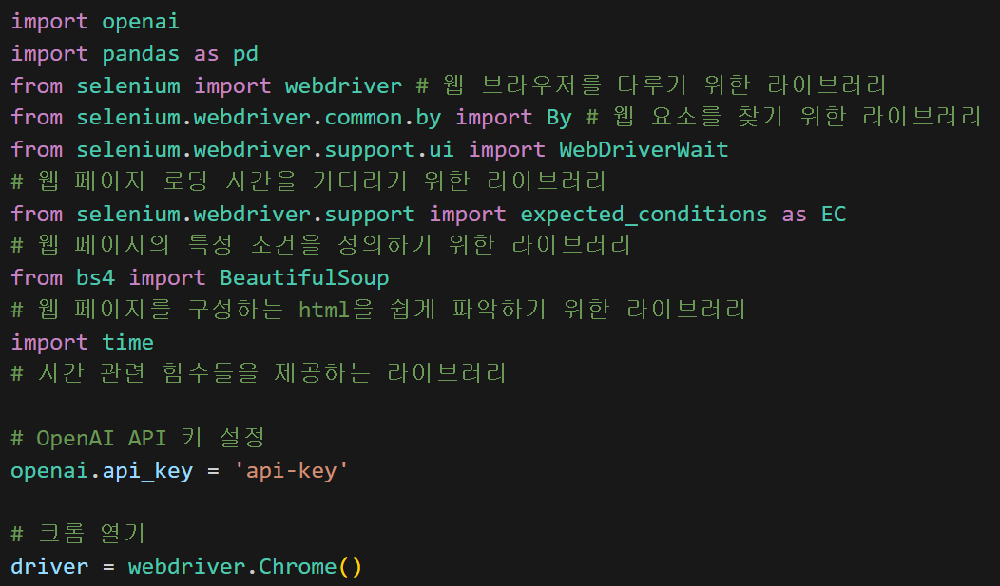 import openai
import pandas as pd
from selenium import webdriver # 웹 브라우저를 다루기 위한 라이브러리
from selenium.webdriver.common.by import By # 웹 요소를 찾기 위한 라이브러리
from selenium.webdriver.support.ui import WebDriverWait
# 웹 페이지 로딩 시간을 기다리기 위한 라이브러리
from selenium.webdriver.support import expected_conditions as EC
# 웹 페이지의 특정 조건을 정의하기 위한 라이브러리
from bs4 import BeautifulSoup
# 웹 페이지를 구성하는 html을 쉽게 파악하기 위한 라이브러리
import time
# 시간 관련 함수들을 제공하는 라이브러리
# OpenAI API 키 설정
openai.api_key = 'api-key'
# 크롬 열기
driver = webdriver.Chrome()